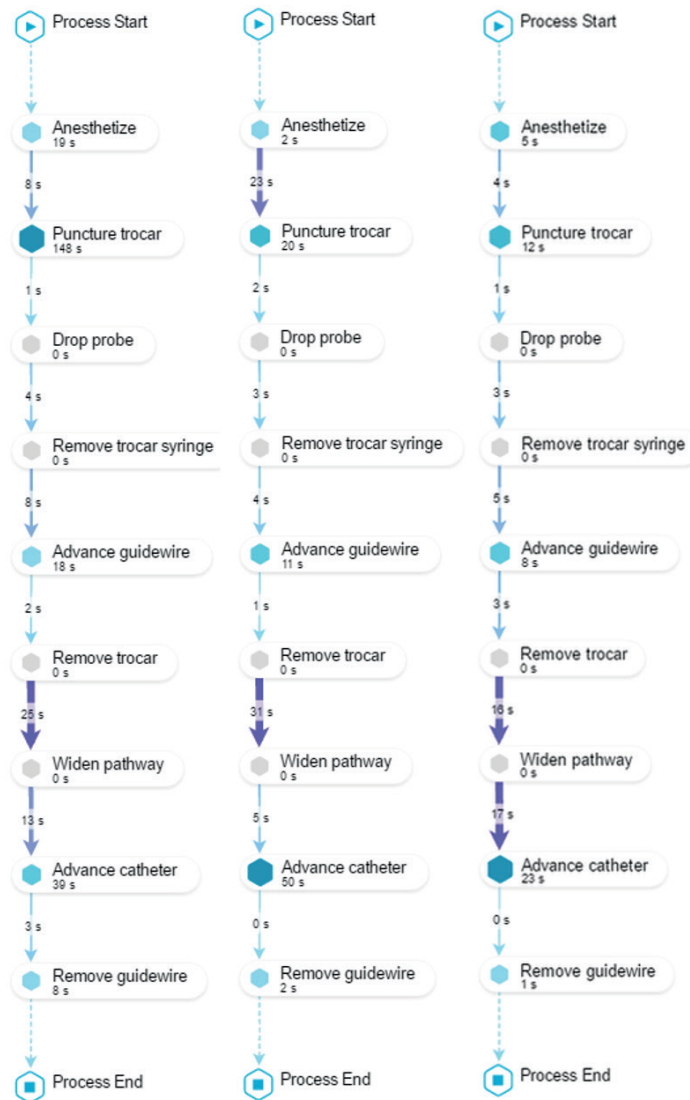 Process Start
Anesthetize
19 s
8 s
Puncture trocar
148 s
1 s
Drop probe
0 s
4 s
Remove trocar syringe
0 s
8 s
Advance guidewire
18 s
2 s
Remove trocar
0 s
25 s
Widen pathway
0 s
13 s
Advance catheter
39 s
3 s
Remove guidewire
8 s
Process End
Process Start
Anesthetize
2 s
23 s
Puncture trocar
20 s
2 s
Drop probe
0 s
3 s
Remove trocar syringe
0 s
4 s
Advance guidewire
11 s
1 s
Remove trocar
0 s
31 s
Widen pathway
0 s
5 s
Advance catheter
50 s
0 s
Remove guidewire
2 s
Process End
Process Start
Anesthetize
5 s
4 s
Puncture trocar
12 s
1 s
Drop probe
0 s
3 s
Remove trocar syringe
0 s
5 s
Advance guidewire
8 s
3 s
Remove trocar
0 s
16 s
Widen pathway
0 s
17 s
Advance catheter
23 s
0 s
Remove guidewire
1 s
Process End